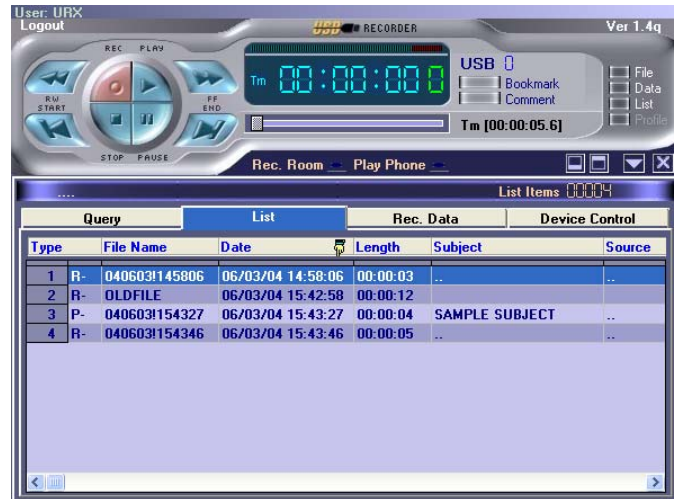 User: URX
Logout USB RECORDER Ver 1.4q
REC PLAY
RW START
FF END
STOP PAUSE
Tm 00:00:00 0
USB 0
Bookmark
Comment
Tm [00:00:05.6]
File
Data
List
Profile
Rec. Room Play Phone
.... List Items 00004
Query List Rec. Data Device Control
Type File Name Date Length Subject Source
1 R- 040603!145806 06/03/04 14:58:06 00:00:03 .. ..
2 R- OLDFILE 06/03/04 15:42:58 00:00:12
3 P- 040603!154327 06/03/04 15:43:27 00:00:04 SAMPLE SUBJECT ..
4 R- 040603!154346 06/03/04 15:43:46 00:00:05 .. ..